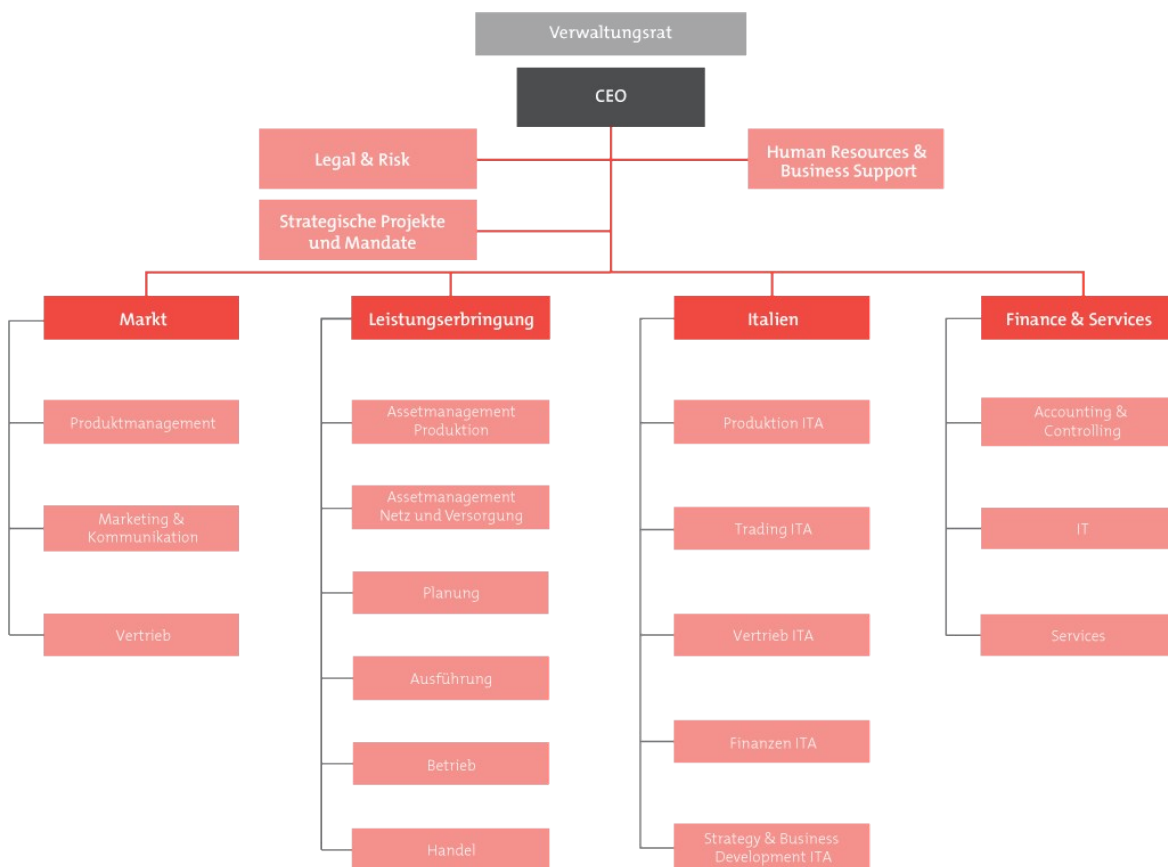 Verwaltungsrat
CEO
Legal & Risk
Human Resources &
Business Support
Strategische Projekte
und Mandate
Markt
Produktmanagement
Marketing &
Kommunikation
Vertrieb
Leistungserbringung
Assetmanagement
Produktion
Assetmanagement
Netz und Versorgung
Planung
Ausführung
Betrieb
Handel
Italien
Produktion ITA
Trading ITA
Vertrieb ITA
Finanzen ITA
Strategy & Business
Development ITA
Finance & Services
Accounting &
Controlling
IT
Services